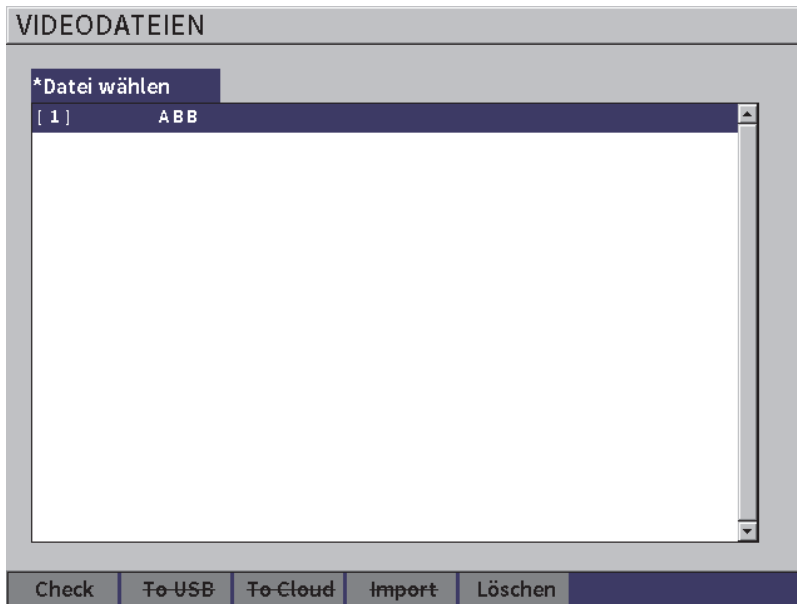 VIDEODATEIEN
*Datei wählen
[ 1 ] ABB
Check To USB To Cloud Import Löschen